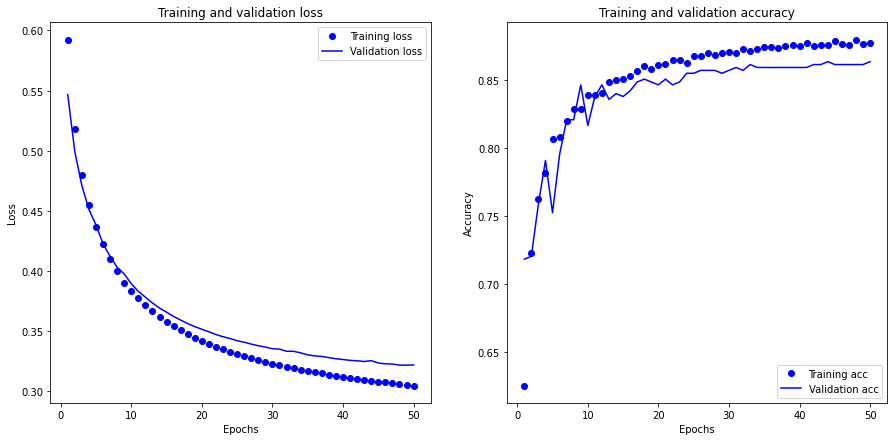 Training and validation loss
0.60
0.55
0.50
0.45
0.40
0.35
0.30
Loss
0
10
20
30
40
50
Epochs
Training loss
Validation loss
Training and validation accuracy
0.85
0.80
0.75
0.70
0.65
Accuracy
0
10
20
30
40
50
Epochs
Training acc
Validation acc